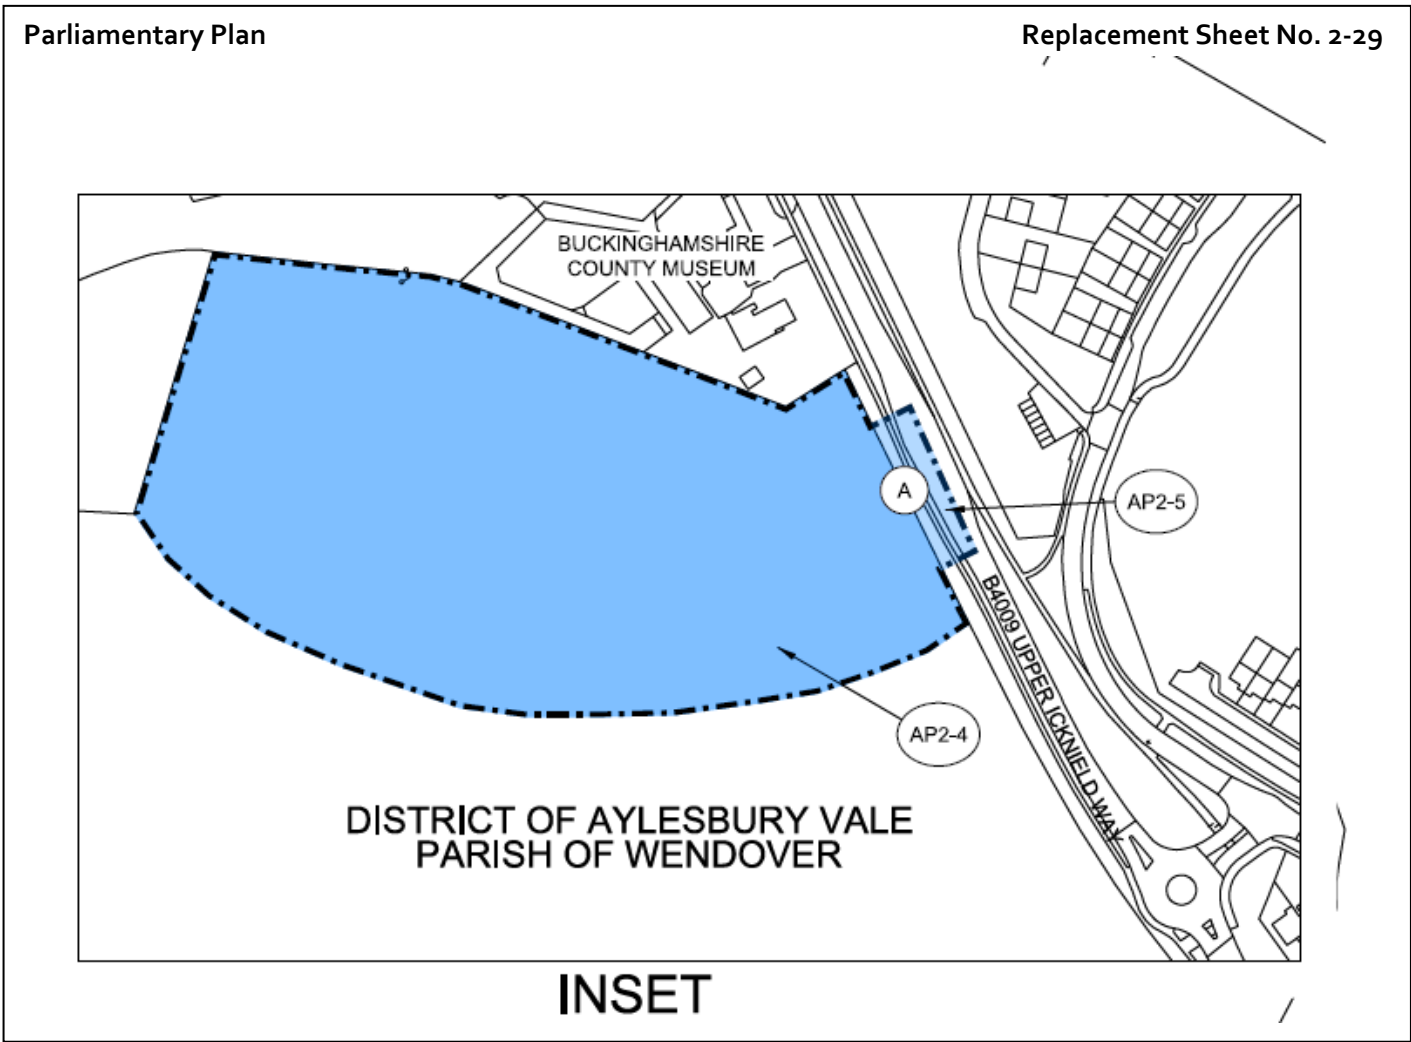 Parliamentary Plan
Replacement Sheet No. 2-29
BUCKINGHAMSHIRE
COUNTY MUSEUM
A
AP2-5
B4009 UPPER ICKNIELD WAY
AP2-4
DISTRICT OF AYLESBURY VALE
PARISH OF WENDOVER
INSET